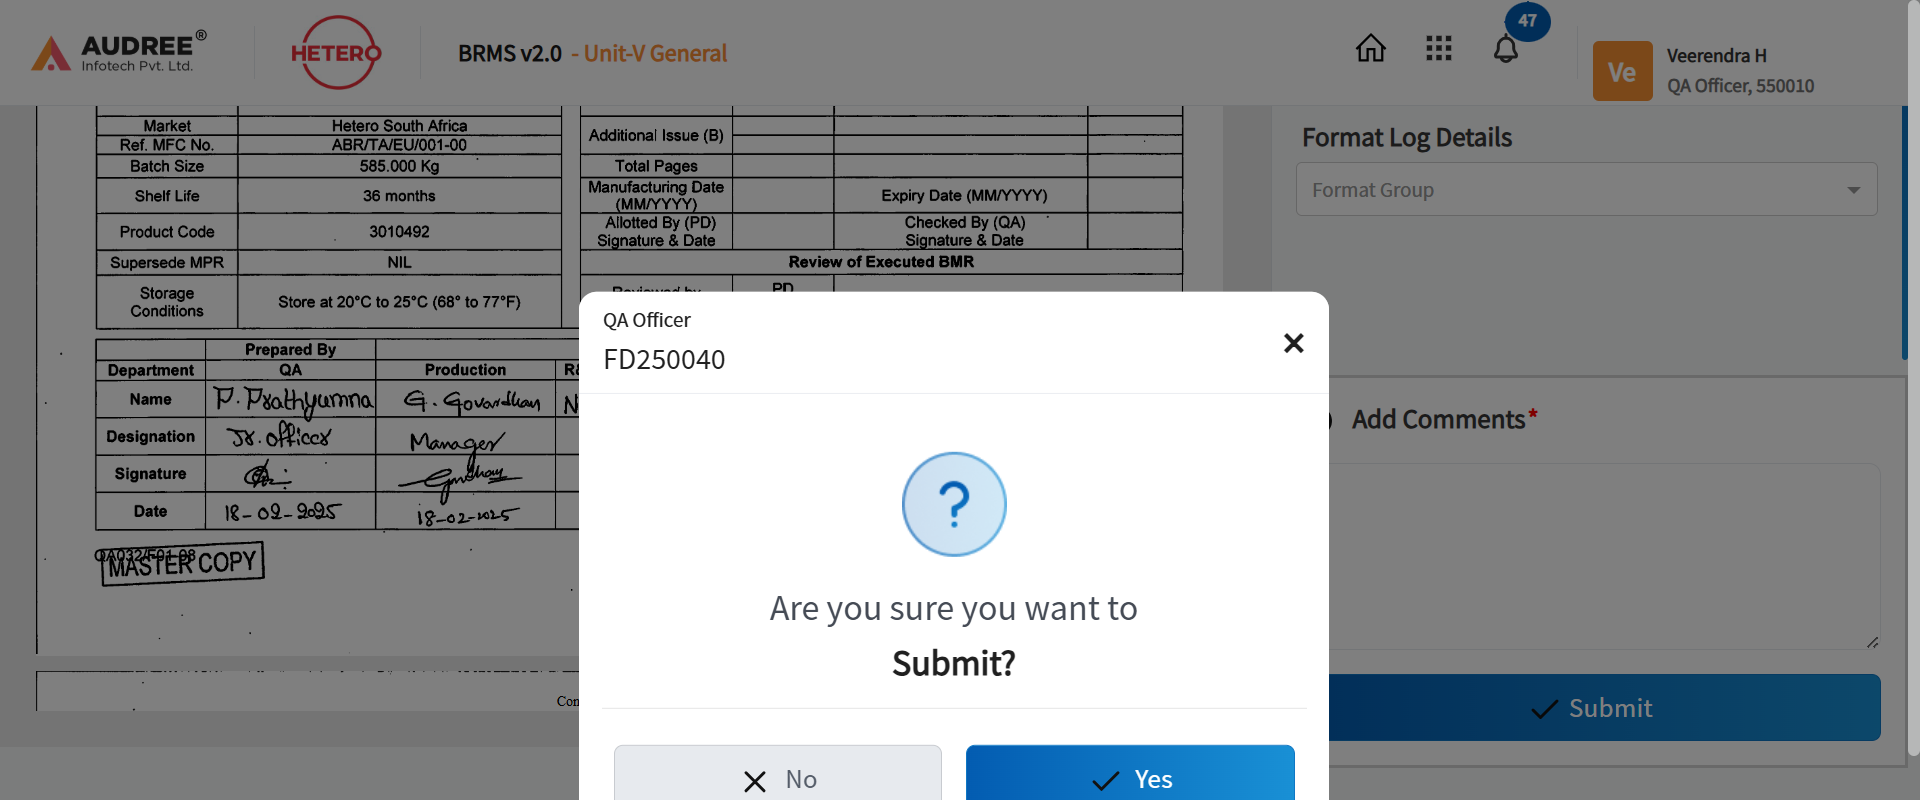 AUDREE®
Infotech Pvt. Ltd.
HETERO
BRMS v2.0 - Unit-V General
47
Ve
Veerendra H
QA Officer, 550010
Market Hetero South Africa
Ref. MFC No. ABR/TA/EU/001-00
Batch Size 585.000 Kg
Shelf Life 36 months
Product Code 3010492
Supersede MPR NIL
Storage Conditions Store at 20°C to 25°C (68° to 77°F)
Additional Issue (B)
Total Pages
Manufacturing Date (MM/YYYY) Expiry Date (MM/YYYY)
Allotted By (PD) Signature & Date Checked By (QA) Signature & Date
Review of Executed BMR
Reviewed by PD
Prepared By
Department QA Production
Name P. Prathyumna G. Govardhan N
Designation Jr. officer Manager
Signature
Date 18-02-2025 18-02-2025
QA032/F01-08
MASTER COPY
Con
Format Log Details
Format Group
Add Comments*
Submit
QA Officer
FD250040
Are you sure you want to
Submit?
No
Yes